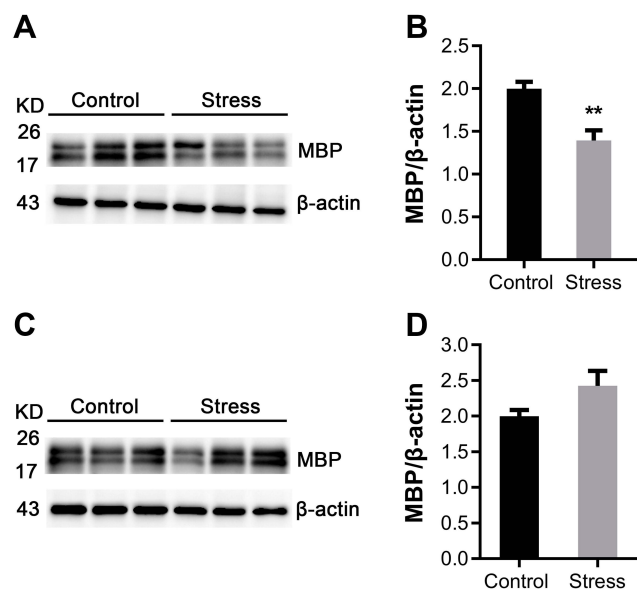 A
KD
Control
Stress
26
17
MBP
43
β-actin
B
MBP/β-actin
2.5
2.0
1.5
1.0
0.5
0.0
**
Control
Stress
C
KD
Control
Stress
26
17
MBP
43
β-actin
D
MBP/β-actin
3.0
2.5
2.0
1.5
1.0
0.5
0.0
Control
Stress